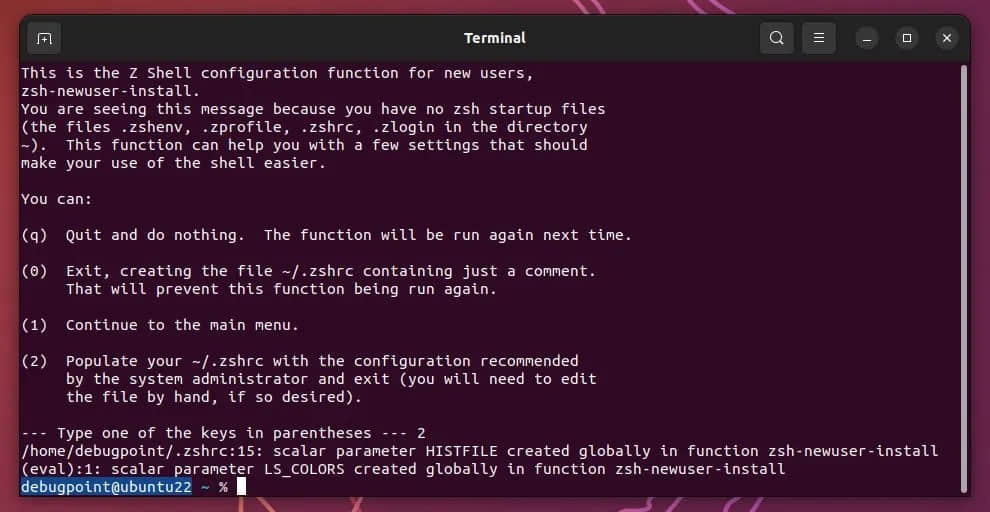 Terminal
This is the Z Shell configuration function for new users,
zsh-newuser-install.
You are seeing this message because you have no zsh startup files
(the files .zshenv, .zprofile, .zshrc, .zlogin in the directory
~).  This function can help you with a few settings that should
make your use of the shell easier.
You can:
(q)  Quit and do nothing.  The function will be run again next time.
(0)  Exit, creating the file ~/.zshrc containing just a comment.
     That will prevent this function being run again.
(1)  Continue to the main menu.
(2)  Populate your ~/.zshrc with the configuration recommended
     by the system administrator and exit (you will need to edit
     the file by hand, if so desired).
--- Type one of the keys in parentheses --- 2
/home/debugpoint/.zshrc:15: scalar parameter HISTFILE created globally in function zsh-newuser-install
(eval):1: scalar parameter LS_COLORS created globally in function zsh-newuser-install
debugpoint@ubuntu22 ~ %